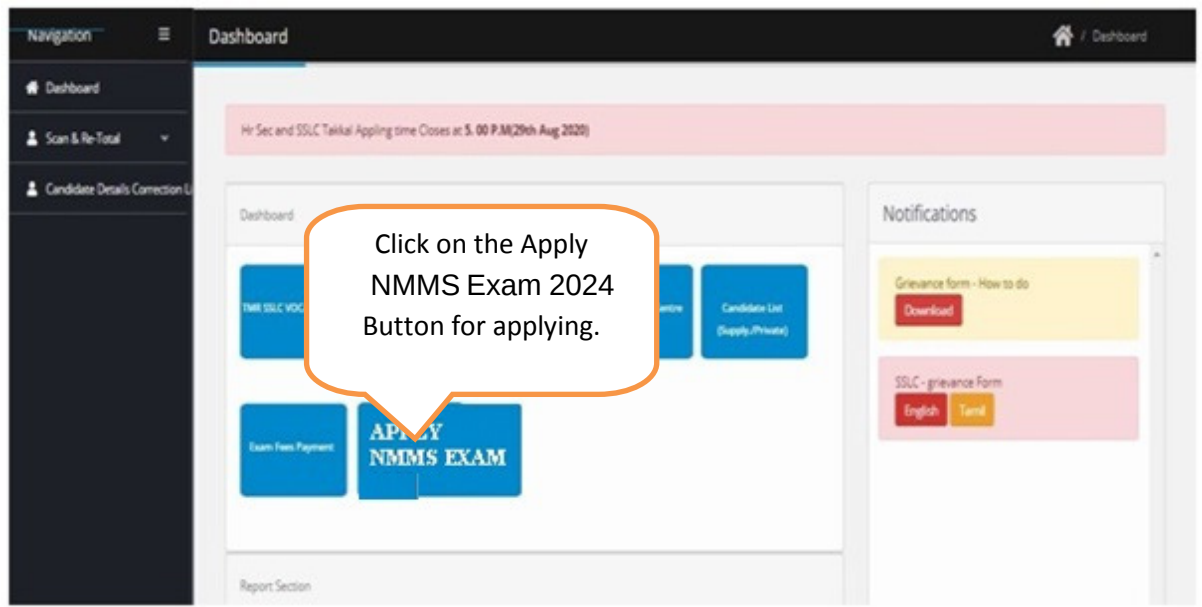 Navigation
Dashboard
/ Dashboard
Dashboard
Scan & Re-Total
Candidate Details Correction Li
Hr Sec and SSLC Takkal Appling time Closes at 5. 00 P.M(29th Aug 2020)
Dashboard
Click on the Apply
NMMS Exam 2024
Button for applying.
TMR SSLC VOC
entre
Candidate List
(Supply./Private)
Exam Fees Payment
APPLY
NMMS EXAM
Report Section
Notifications
Grievance form - How to do
Download
SSLC - grievance Form
English
Tamil